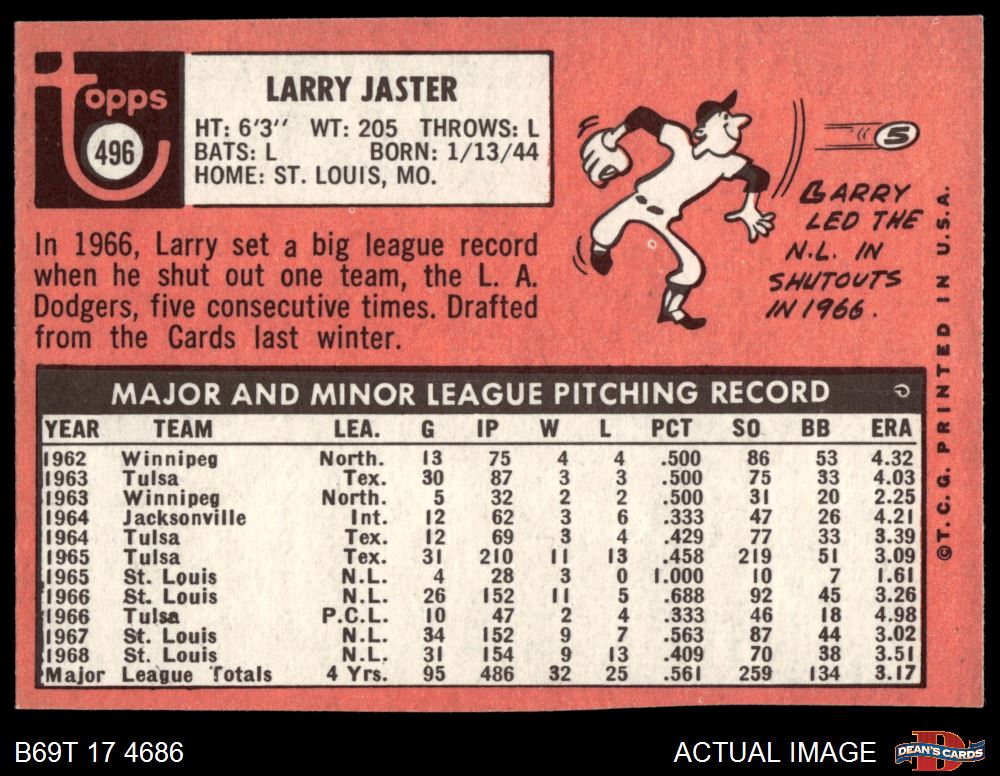 topps
496
LARRY JASTER
HT: 6'3'' WT: 205 THROWS: L
BATS: L BORN: 1/13/44
HOME: ST. LOUIS, MO.
In 1966, Larry set a big league record
when he shut out one team, the L. A.
Dodgers, five consecutive times. Drafted
from the Cards last winter.
5
LARRY
LED THE
N.L. IN
SHUTOUTS
IN 1966.
MAJOR AND MINOR LEAGUE PITCHING RECORD
YEAR TEAM LEA. G IP W L PCT SO BB ERA
1962 Winnipeg North. 13 75 4 4 .500 86 53 4.32
1963 Tulsa Tex. 30 87 3 3 .500 75 33 4.03
1963 Winnipeg North. 5 32 2 2 .500 31 20 2.25
1964 Jacksonville Int. 12 62 3 6 .333 47 26 4.21
1964 Tulsa Tex. 12 69 3 4 .429 77 33 3.39
1965 Tulsa Tex. 31 210 11 13 .458 219 51 3.09
1965 St. Louis N.L. 4 28 3 0 1.000 10 7 1.61
1966 St. Louis N.L. 26 152 11 5 .688 92 45 3.26
1966 Tulsa P.C.L. 10 47 2 4 .333 46 18 4.98
1967 St. Louis N.L. 34 152 9 7 .563 87 44 3.02
1968 St. Louis N.L. 31 154 9 13 .409 70 38 3.51
Major League Totals 4 Yrs. 95 486 32 25 .561 259 134 3.17
©T.C.G. PRINTED IN U.S.A.
B69T 17 4686
ACTUAL IMAGE
DEAN'S CARDS